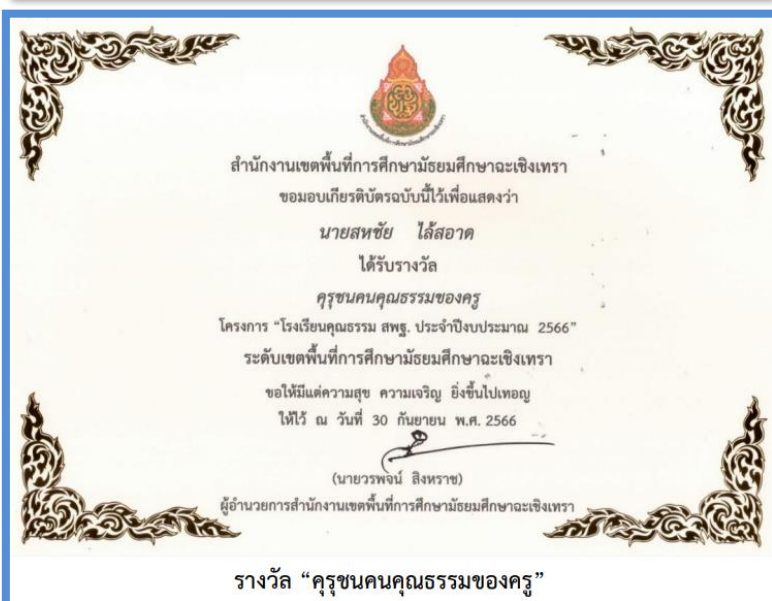 สำนักงานเขตพื้นที่การศึกษามัธยมศึกษาฉะเชิงเทรา
ขอมอบเกียรติบัตรฉบับนี้ไว้เพื่อแสดงว่า
นายสหชัย ไล้สอาด
ได้รับรางวัล
คุรุชนคนคุณธรรมของครู
โครงการ “โรงเรียนคุณธรรม สพฐ. ประจำปีงบประมาณ 2566”
ระดับเขตพื้นที่การศึกษามัธยมศึกษาฉะเชิงเทรา
ขอให้มีแต่ความสุข ความเจริญ ยิ่งขึ้นไปเทอญ
ให้ไว้ ณ วันที่ 30 กันยายน พ.ศ. 2566
(นายวรพจน์ สิงหราช)
ผู้อำนวยการสำนักงานเขตพื้นที่การศึกษามัธยมศึกษาฉะเชิงเทรา
รางวัล “คุรุชนคนคุณธรรมของครู”